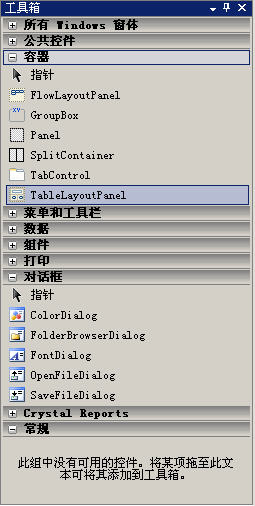 工具箱
所有 Windows 窗体
公共控件
容器
指针
FlowLayoutPanel
GroupBox
Panel
SplitContainer
TabControl
TableLayoutPanel
菜单和工具栏
数据
组件
打印
对话框
指针
ColorDialog
FolderBrowserDialog
FontDialog
OpenFileDialog
SaveFileDialog
Crystal Reports
常规
此组中没有可用的控件。将某项拖至此文
本可将其添加到工具箱。